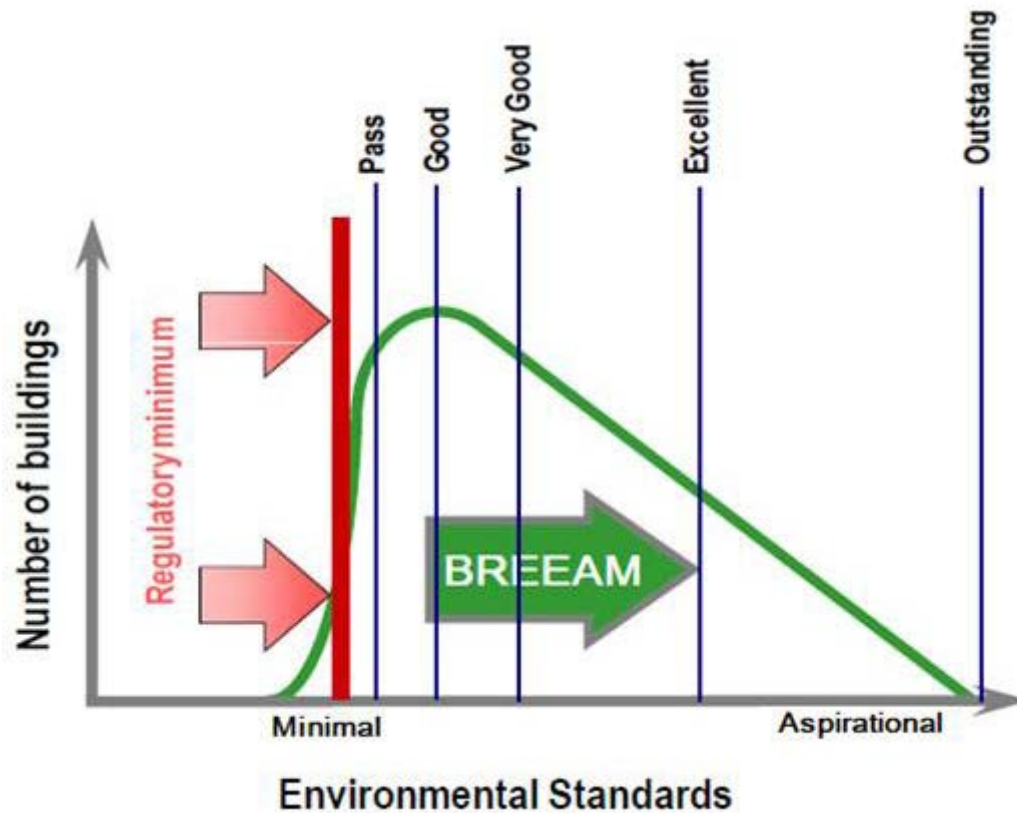 Pass
Good
Very Good
Excellent
Outstanding
Number of buildings
Regulatory minimum
BREEAM
Minimal
Aspirational
Environmental Standards